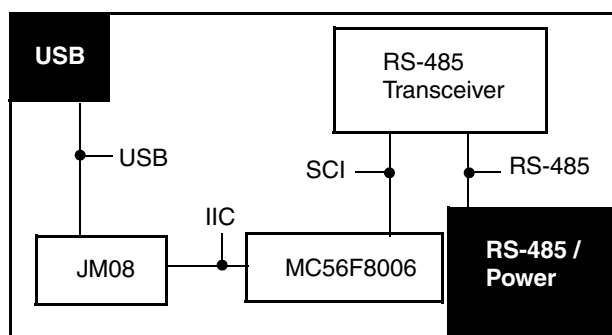 USB
RS-485
Transceiver
USB
SCI
RS-485
IIC
JM08
MC56F8006
RS-485 /
Power